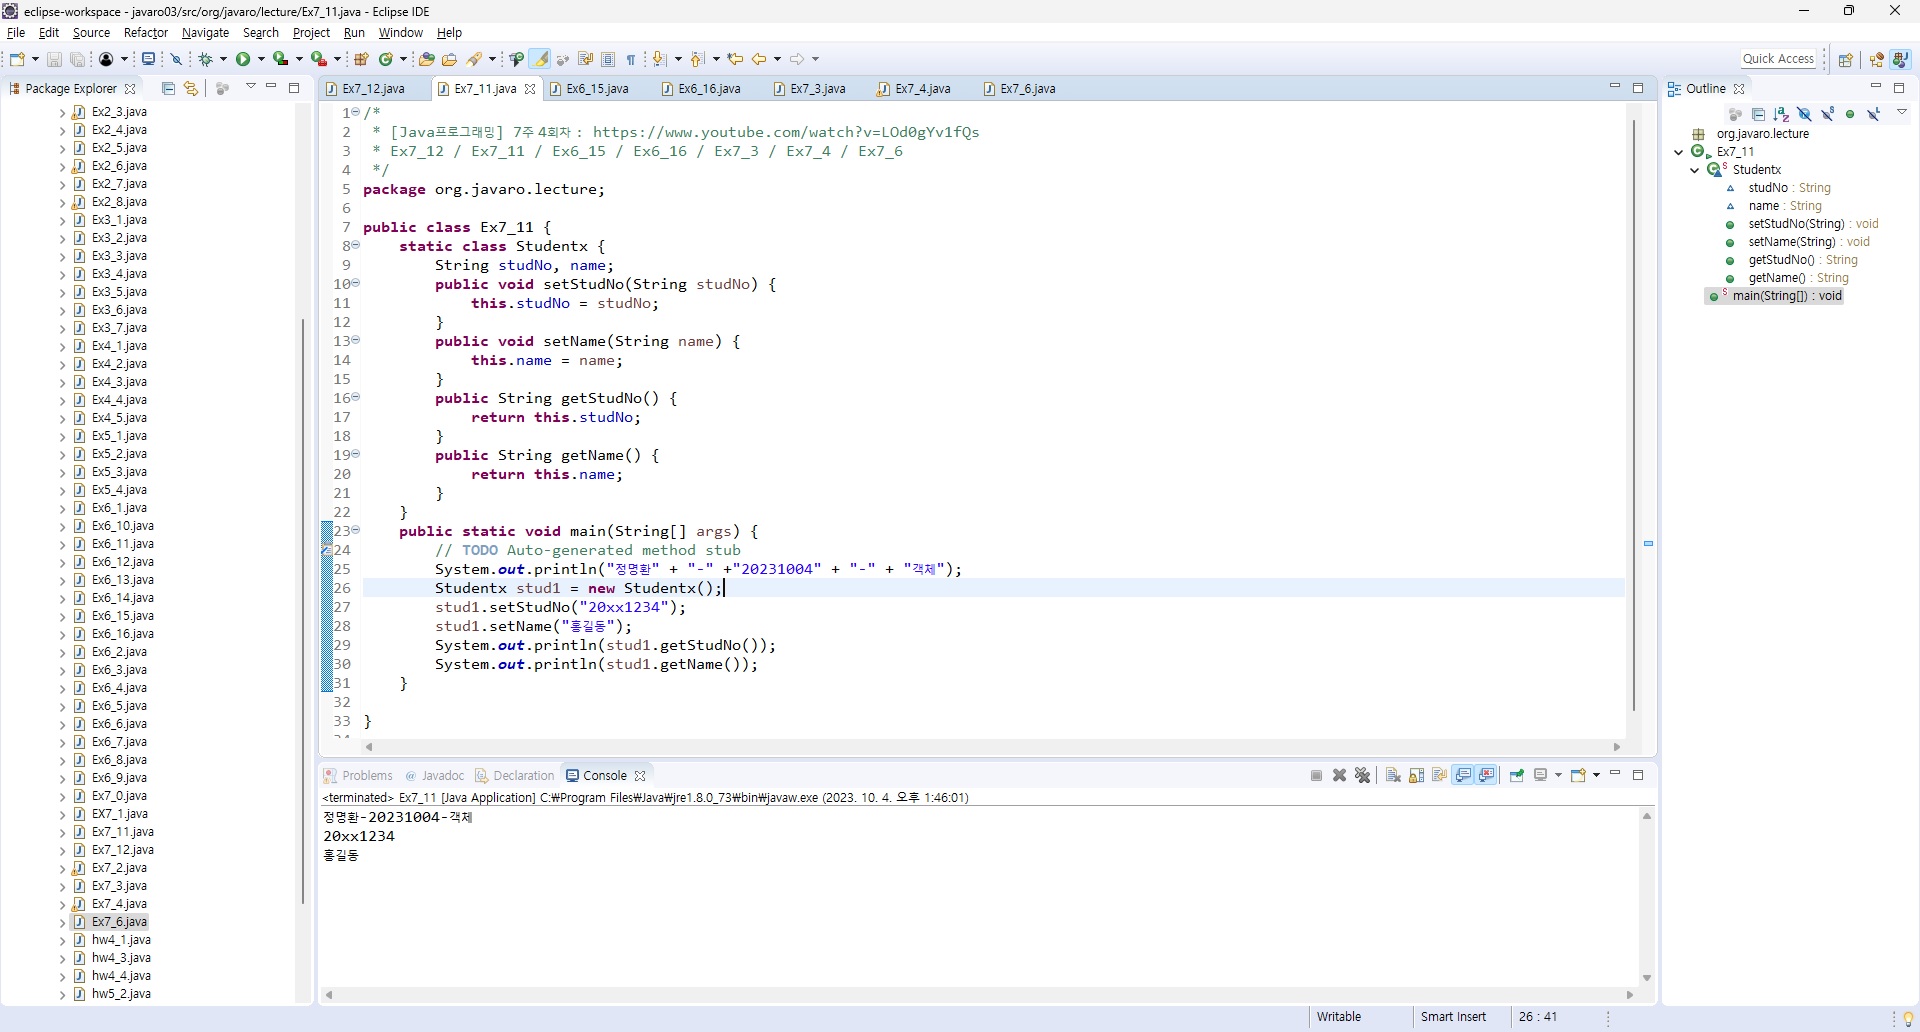 eclipse-workspace - javaro03/src/org/javaro/lecture/Ex7_11.java - Eclipse IDE
File Edit Source Refactor Navigate Search Project Run Window Help
Quick Access
Package Explorer
Ex2_3.java
Ex2_4.java
Ex2_5.java
Ex2_6.java
Ex2_7.java
Ex2_8.java
Ex3_1.java
Ex3_2.java
Ex3_3.java
Ex3_4.java
Ex3_5.java
Ex3_6.java
Ex3_7.java
Ex4_1.java
Ex4_2.java
Ex4_3.java
Ex4_4.java
Ex4_5.java
Ex5_1.java
Ex5_2.java
Ex5_3.java
Ex5_4.java
Ex6_1.java
Ex6_10.java
Ex6_11.java
Ex6_12.java
Ex6_13.java
Ex6_14.java
Ex6_15.java
Ex6_16.java
Ex6_2.java
Ex6_3.java
Ex6_4.java
Ex6_5.java
Ex6_6.java
Ex6_7.java
Ex6_8.java
Ex6_9.java
Ex7_0.java
EX7_1.java
Ex7_11.java
Ex7_12.java
Ex7_2.java
Ex7_3.java
Ex7_4.java
Ex7_6.java
hw4_1.java
hw4_3.java
hw4_4.java
hw5_2.java
Ex7_12.java Ex7_11.java Ex6_15.java Ex6_16.java Ex7_3.java Ex7_4.java Ex7_6.java
1 /*
2 * [Java프로그래밍] 7주 4회차 : https://www.youtube.com/watch?v=LOd0gYv1fQs
3 * Ex7_12 / Ex7_11 / Ex6_15 / Ex6_16 / Ex7_3 / Ex7_4 / Ex7_6
4 */
5 package org.javaro.lecture;
6
7 public class Ex7_11 {
8 static class Studentx {
9 String studNo, name;
10 public void setStudNo(String studNo) {
11 this.studNo = studNo;
12 }
13 public void setName(String name) {
14 this.name = name;
15 }
16 public String getStudNo() {
17 return this.studNo;
18 }
19 public String getName() {
20 return this.name;
21 }
22 }
23 public static void main(String[] args) {
24 // TODO Auto-generated method stub
25 System.out.println("정명환" + "-" +"20231004" + "-" + "객체");
26 Studentx stud1 = new Studentx();
27 stud1.setStudNo("20xx1234");
28 stud1.setName("홍길동");
29 System.out.println(stud1.getStudNo());
30 System.out.println(stud1.getName());
31 }
32
33 }
Problems Javadoc Declaration Console
<terminated> Ex7_11 [Java Application] C:₩Program Files₩Java₩jre1.8.0_73₩bin₩javaw.exe (2023. 10. 4. 오후 1:46:01)
정명환-20231004-객체
20xx1234
홍길동
Outline
org.javaro.lecture
Ex7_11
Studentx
studNo : String
name : String
setStudNo(String) : void
setName(String) : void
getStudNo() : String
getName() : String
main(String[]) : void
Writable Smart Insert 26 : 41